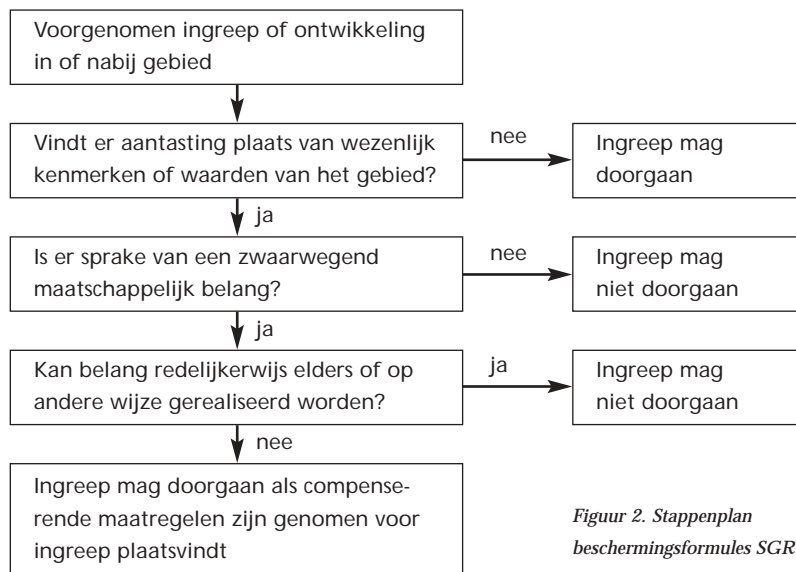 Voorgenomen ingreep of ontwikkeling
in of nabij gebied
Vindt er aantasting plaats van wezenlijk
kenmerken of waarden van het gebied?
nee
Ingreep mag
doorgaan
ja
Is er sprake van een zwaarwegend
maatschappelijk belang?
nee
Ingreep mag
niet doorgaan
ja
Kan belang redelijkerwijs elders of op
andere wijze gerealiseerd worden?
ja
Ingreep mag
niet doorgaan
nee
Ingreep mag doorgaan als compense-
rende maatregelen zijn genomen voor
ingreep plaatsvindt
Figuur 2. Stappenplan
beschermingsformules SGR